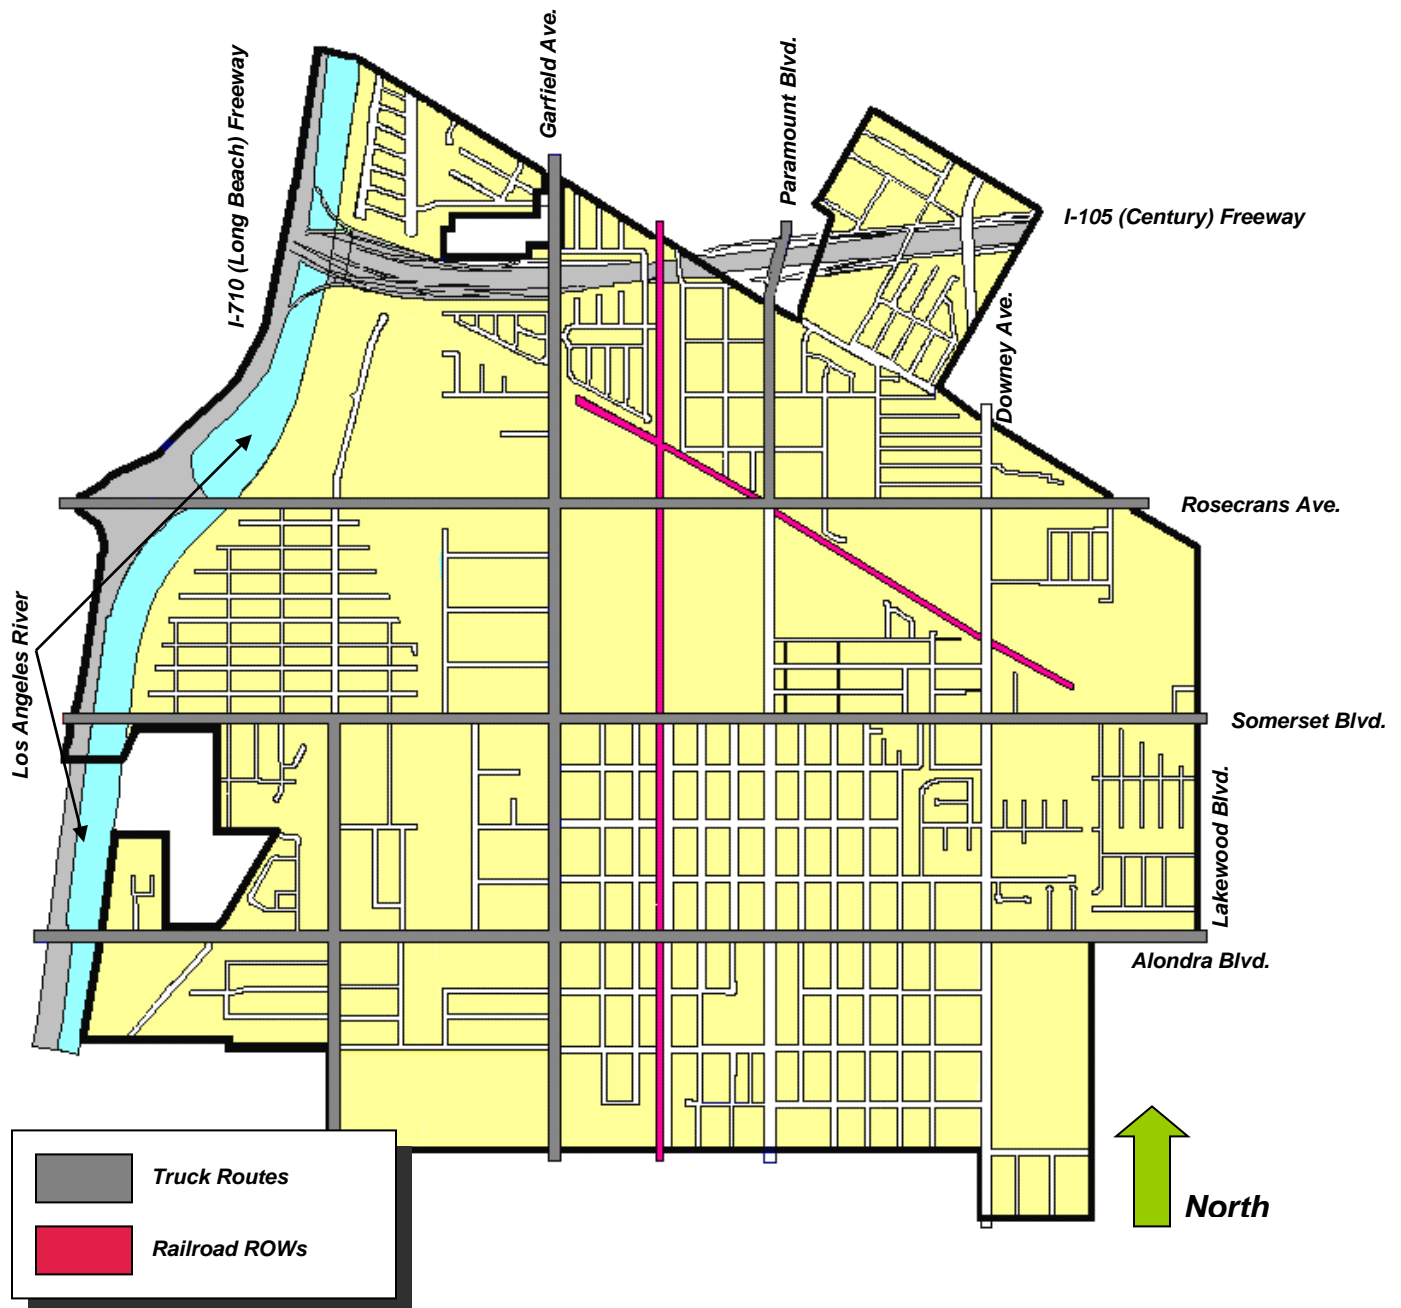 I-710 (Long Beach) Freeway
Garfield Ave.
Paramount Blvd.
I-105 (Century) Freeway
Downey Ave.
Rosecrans Ave.
Los Angeles River
Somerset Blvd.
Lakewood Blvd.
Alondra Blvd.
Truck Routes
Railroad ROWs
North